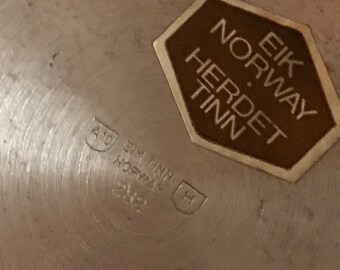 EIK
NORWAY
·
HERDET
TINN
EIK TINN
NORWAY
H